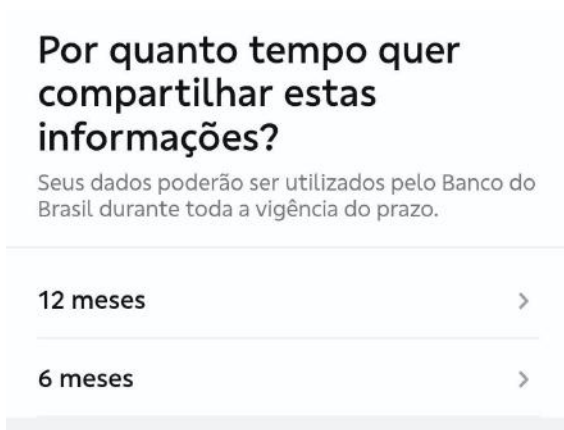 Por quanto tempo quer
compartilhar estas
informações?
Seus dados poderão ser utilizados pelo Banco do
Brasil durante toda a vigência do prazo.
12 meses
6 meses